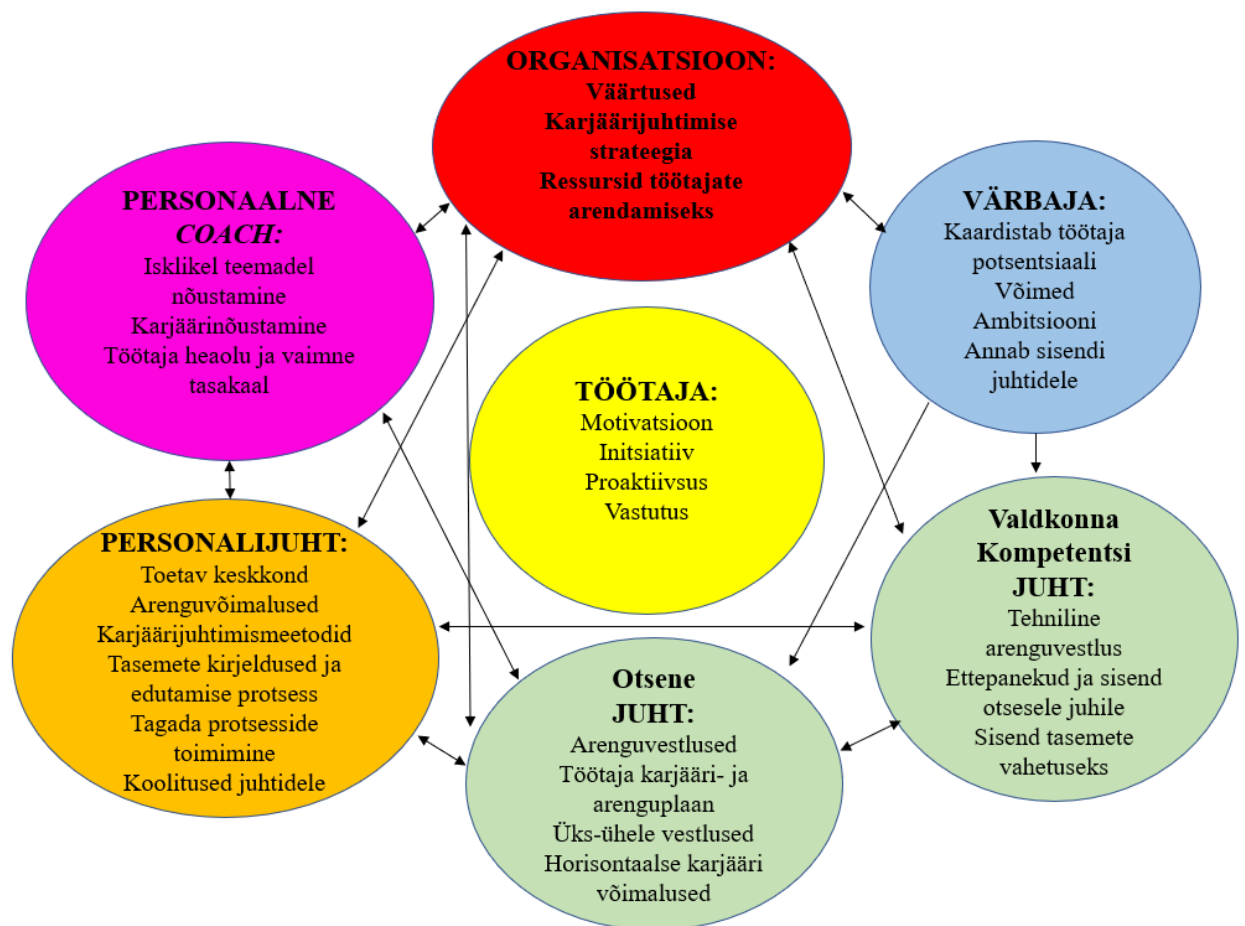 ORGANISATSIOON:
Väärtused
Karjäärijuhtimise
strateegia
Ressursid töötajate
arendamiseks
PERSONAALNE
COACH:
Isklikel teemadel
nõustamine
Karjäärinõustamine
Töötaja heaolu ja vaimne
tasakaal
VÄRBAJA:
Kaardistab töötaja
potsentsiaali
Võimed
Ambitsiooni
Annab sisendi
juhtidele
TÖÖTAJA:
Motivatsioon
Initsiatiiv
Proaktiivsus
Vastutus
PERSONALIJUHT:
Toetav keskkond
Arenguvõimalused
Karjäärijuhtimismeetodid
Tasemete kirjeldused ja
edutamise protsess
Tagada protsesside
toimimine
Koolitused juhtidele
Otsene
JUHT:
Arenguvestlused
Töötaja karjääri- ja
arenguplaan
Üks-ühele vestlused
Horisontaalse karjääri
võimalused
Valdkonna
Kompetentsi
JUHT:
Tehniline
arenguvestlus
Ettepanekud ja sisend
otsesele juhile
Sisend tasemete
vahetuseks